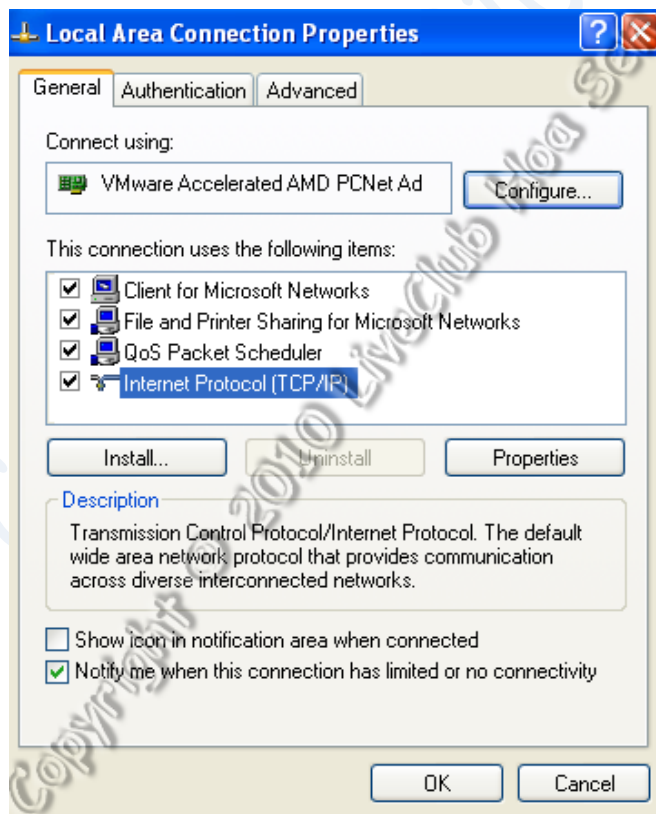 Local Area Connection Properties
General
Authentication
Advanced
Connect using:
VMware Accelerated AMD PCNet Ad
Configure...
This connection uses the following items:
Client for Microsoft Networks
File and Printer Sharing for Microsoft Networks
QoS Packet Scheduler
Internet Protocol (TCP/IP)
Install...
Uninstall
Properties
Description
Transmission Control Protocol/Internet Protocol. The default
wide area network protocol that provides communication
across diverse interconnected networks.
Show icon in notification area when connected
Notify me when this connection has limited or no connectivity
OK
Cancel
Copyright © 2010 LiveClub Hoa